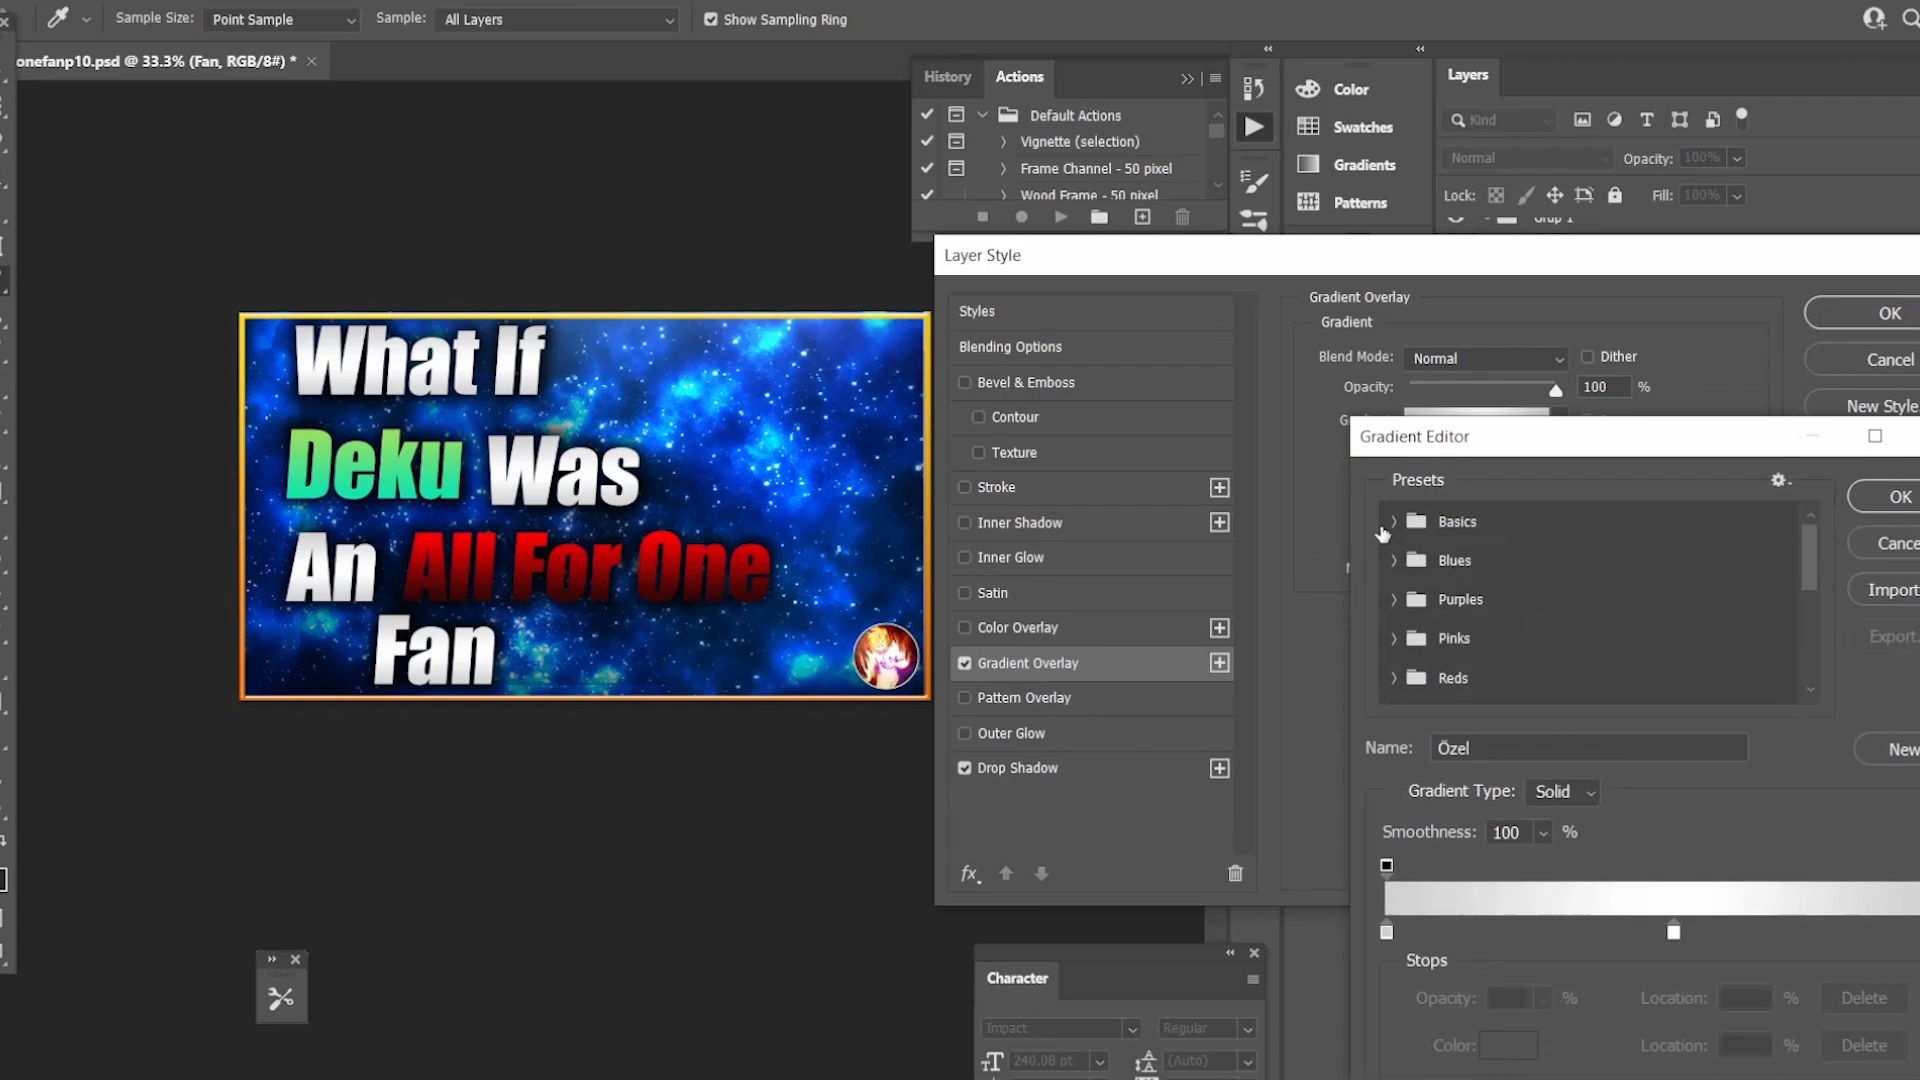 Sample Size: Point Sample Sample: All Layers Show Sampling Ring
onefanp10.psd @ 33.3% (Fan, RGB/8#) *
History Actions
Default Actions
Vignette (selection)
Frame Channel - 50 pixel
Wood Frame - 50 pixel
Color
Swatches
Gradients
Patterns
Layers
Kind
Normal Opacity: 100%
Lock: Fill: 100%
Grup 1
What If
Deku Was
An All For One
Fan
Layer Style
Styles
Blending Options
Bevel & Emboss
Contour
Texture
Stroke
Inner Shadow
Inner Glow
Satin
Color Overlay
Gradient Overlay
Pattern Overlay
Outer Glow
Drop Shadow
fx
Gradient Overlay
Gradient
Blend Mode: Normal Dither
Opacity: 100 %
OK
Cancel
New Style
Gradient Editor
Presets
Basics
Blues
Purples
Pinks
Reds
OK
Cance
Import
Export.
Name: Özel
New
Gradient Type: Solid
Smoothness: 100 %
Stops
Opacity: % Location: % Delete
Color: Location: % Delete
Character
Impact Regular
240.08 pt (Auto)